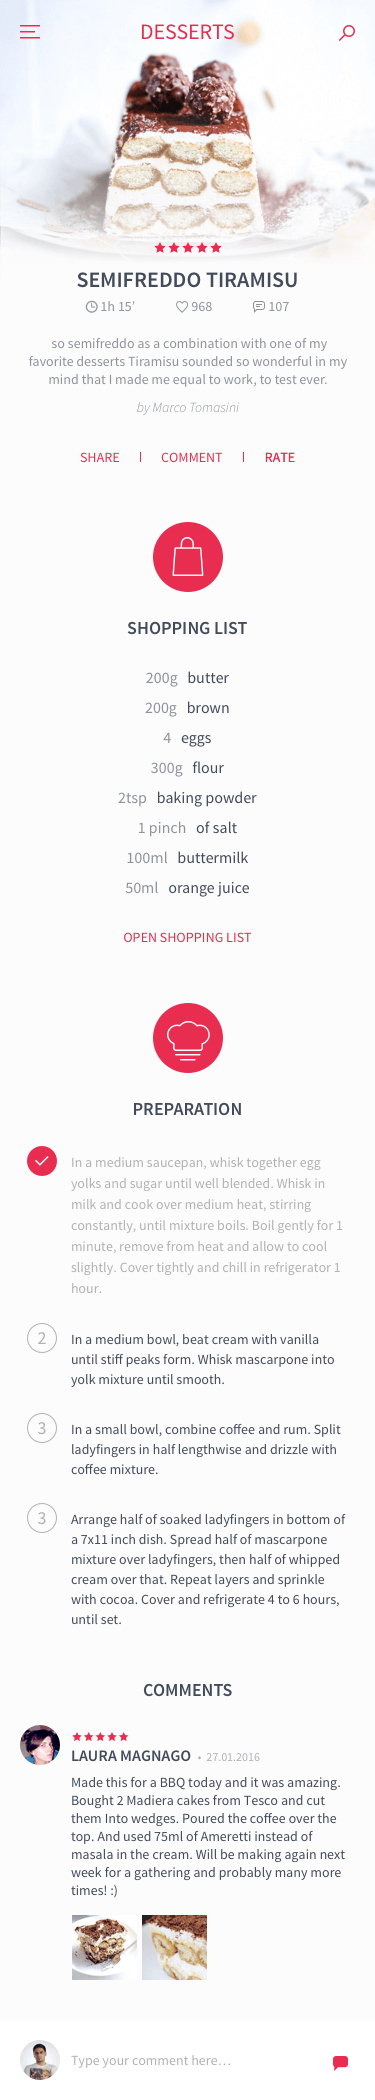 DESSERTS
SEMIFREDDO TIRAMISU
1h 15' 968 107
so semifreddo as a combination with one of my
favorite desserts Tiramisu sounded so wonderful in my
mind that I made me equal to work, to test ever.
by Marco Tomasini
SHARE | COMMENT | RATE
SHOPPING LIST
200g butter
200g brown
4 eggs
300g flour
2tsp baking powder
1 pinch of salt
100ml buttermilk
50ml orange juice
OPEN SHOPPING LIST
PREPARATION
In a medium saucepan, whisk together egg
yolks and sugar until well blended. Whisk in
milk and cook over medium heat, stirring
constantly, until mixture boils. Boil gently for 1
minute, remove from heat and allow to cool
slightly. Cover tightly and chill in refrigerator 1
hour.
2 In a medium bowl, beat cream with vanilla
until stiff peaks form. Whisk mascarpone into
yolk mixture until smooth.
3 In a small bowl, combine coffee and rum. Split
ladyfingers in half lengthwise and drizzle with
coffee mixture.
3 Arrange half of soaked ladyfingers in bottom of
a 7x11 inch dish. Spread half of mascarpone
mixture over ladyfingers, then half of whipped
cream over that. Repeat layers and sprinkle
with cocoa. Cover and refrigerate 4 to 6 hours,
until set.
COMMENTS
LAURA MAGNAGO • 27.01.2016
Made this for a BBQ today and it was amazing.
Bought 2 Madiera cakes from Tesco and cut
them Into wedges. Poured the coffee over the
top. And used 75ml of Ameretti instead of
masala in the cream. Will be making again next
week for a gathering and probably many more
times! :)
Type your comment here...